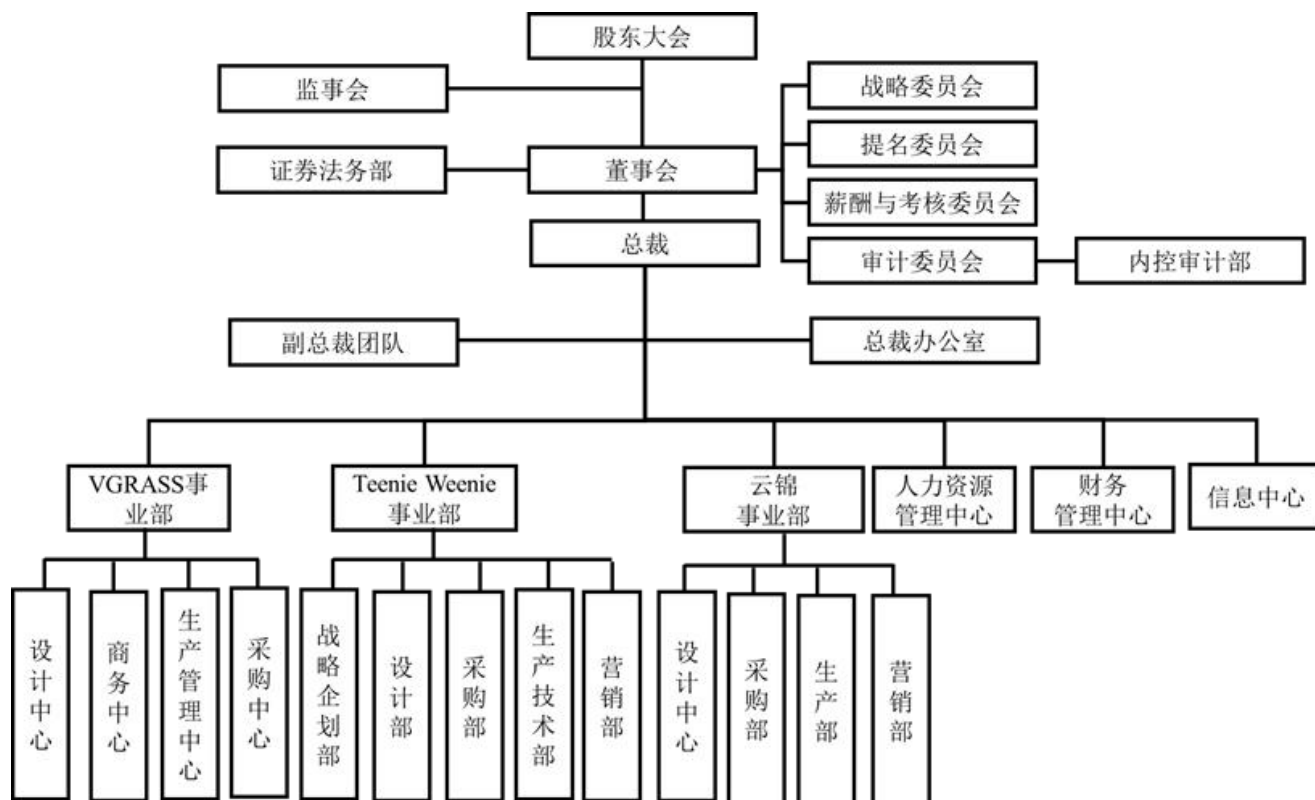 股东大会
监事会
战略委员会
提名委员会
证券法务部
董事会
薪酬与考核委员会
总裁
审计委员会
内控审计部
副总裁团队
总裁办公室
VGRASS事
业部
Teenie Weenie
事业部
云锦
事业部
人力资源
管理中心
财务
管理中心
信息中心
设计中心
商务中心
生产管理中心
采购中心
战略企划部
设计部
采购部
生产技术部
营销部
设计中心
采购部
生产部
营销部